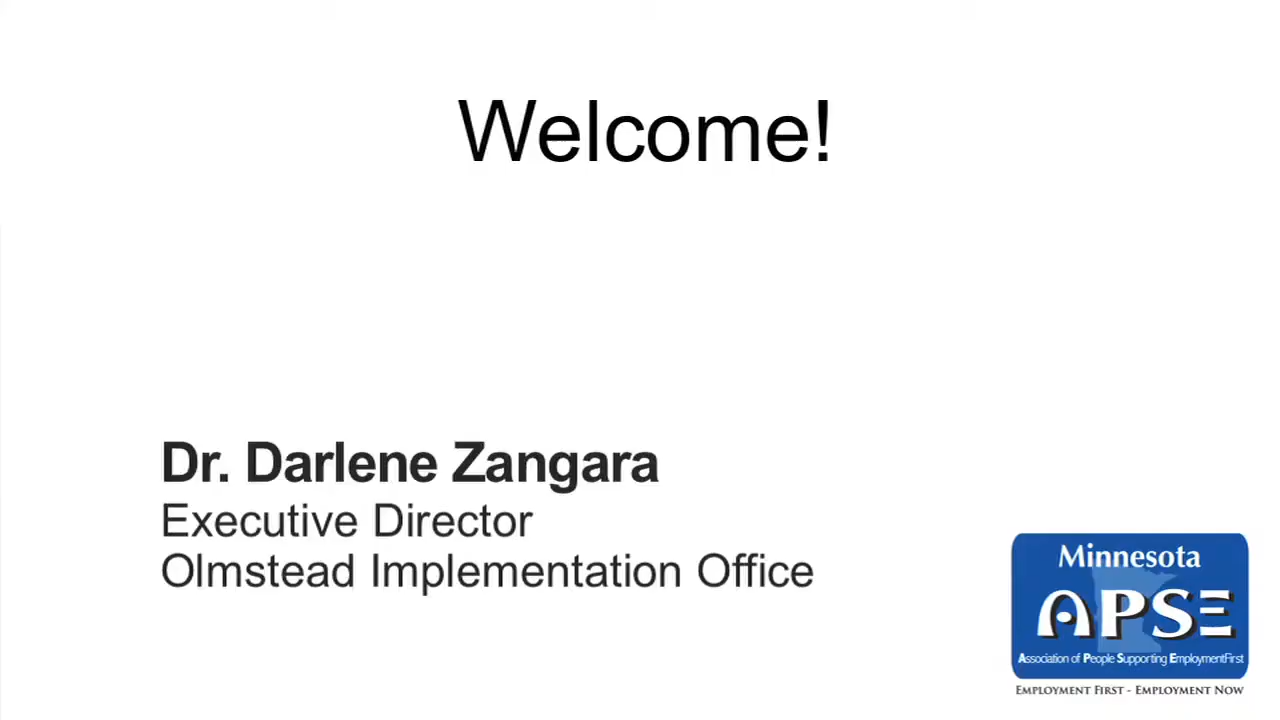 Welcome!
Dr. Darlene Zangara
Executive Director
Olmstead Implementation Office
Minnesota
APSE
Association of People Supporting EmploymentFirst
EMPLOYMENT FIRST - EMPLOYMENT NOW